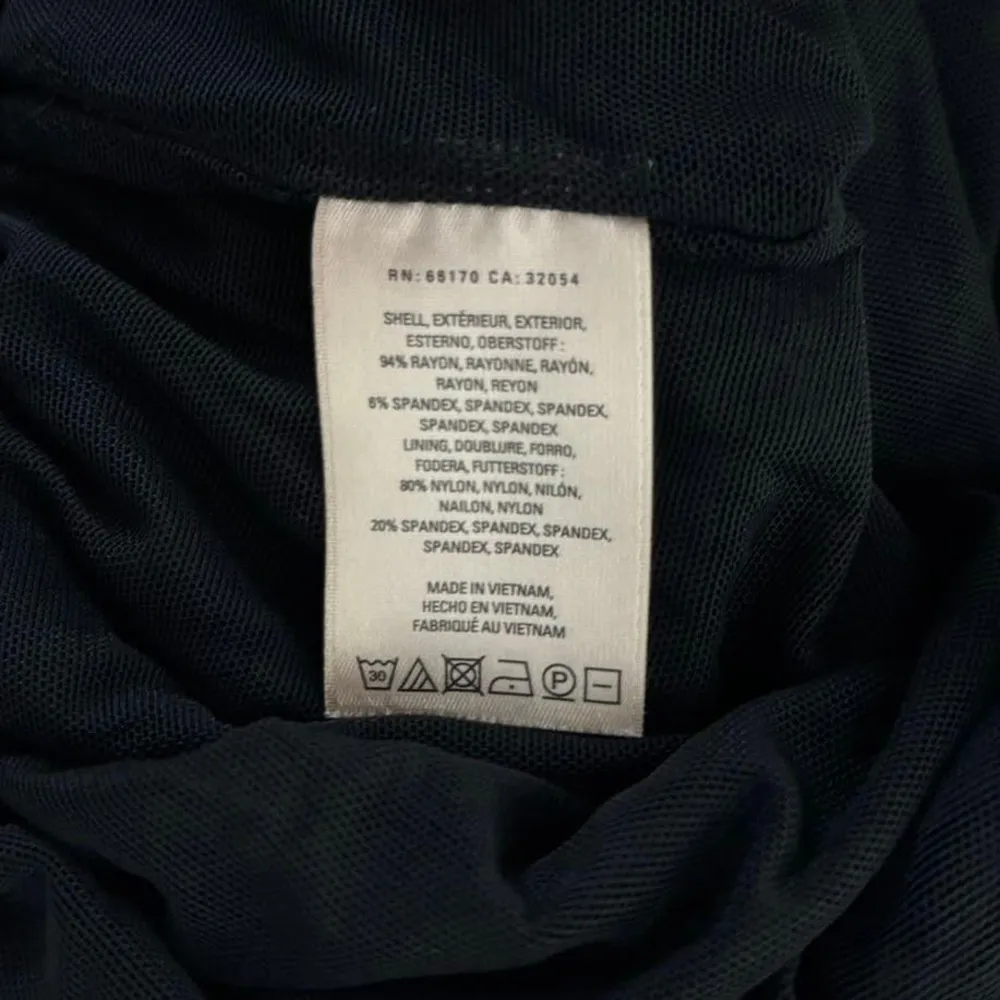 RN: 66170 CA: 32054
SHELL, EXTÉRIEUR, EXTERIOR,
ESTERNO, OBERSTOFF :
94% RAYON, RAYONNE, RAYÓN,
RAYON, REYON
6% SPANDEX, SPANDEX, SPANDEX,
SPANDEX, SPANDEX
LINING, DOUBLURE, FORRO,
FODERA, FUTTERSTOFF :
80% NYLON, NYLON, NILÓN,
NAILON, NYLON
20% SPANDEX, SPANDEX, SPANDEX,
SPANDEX, SPANDEX
MADE IN VIETNAM,
HECHO EN VIETNAM,
FABRIQUÉ AU VIETNAM
30 P